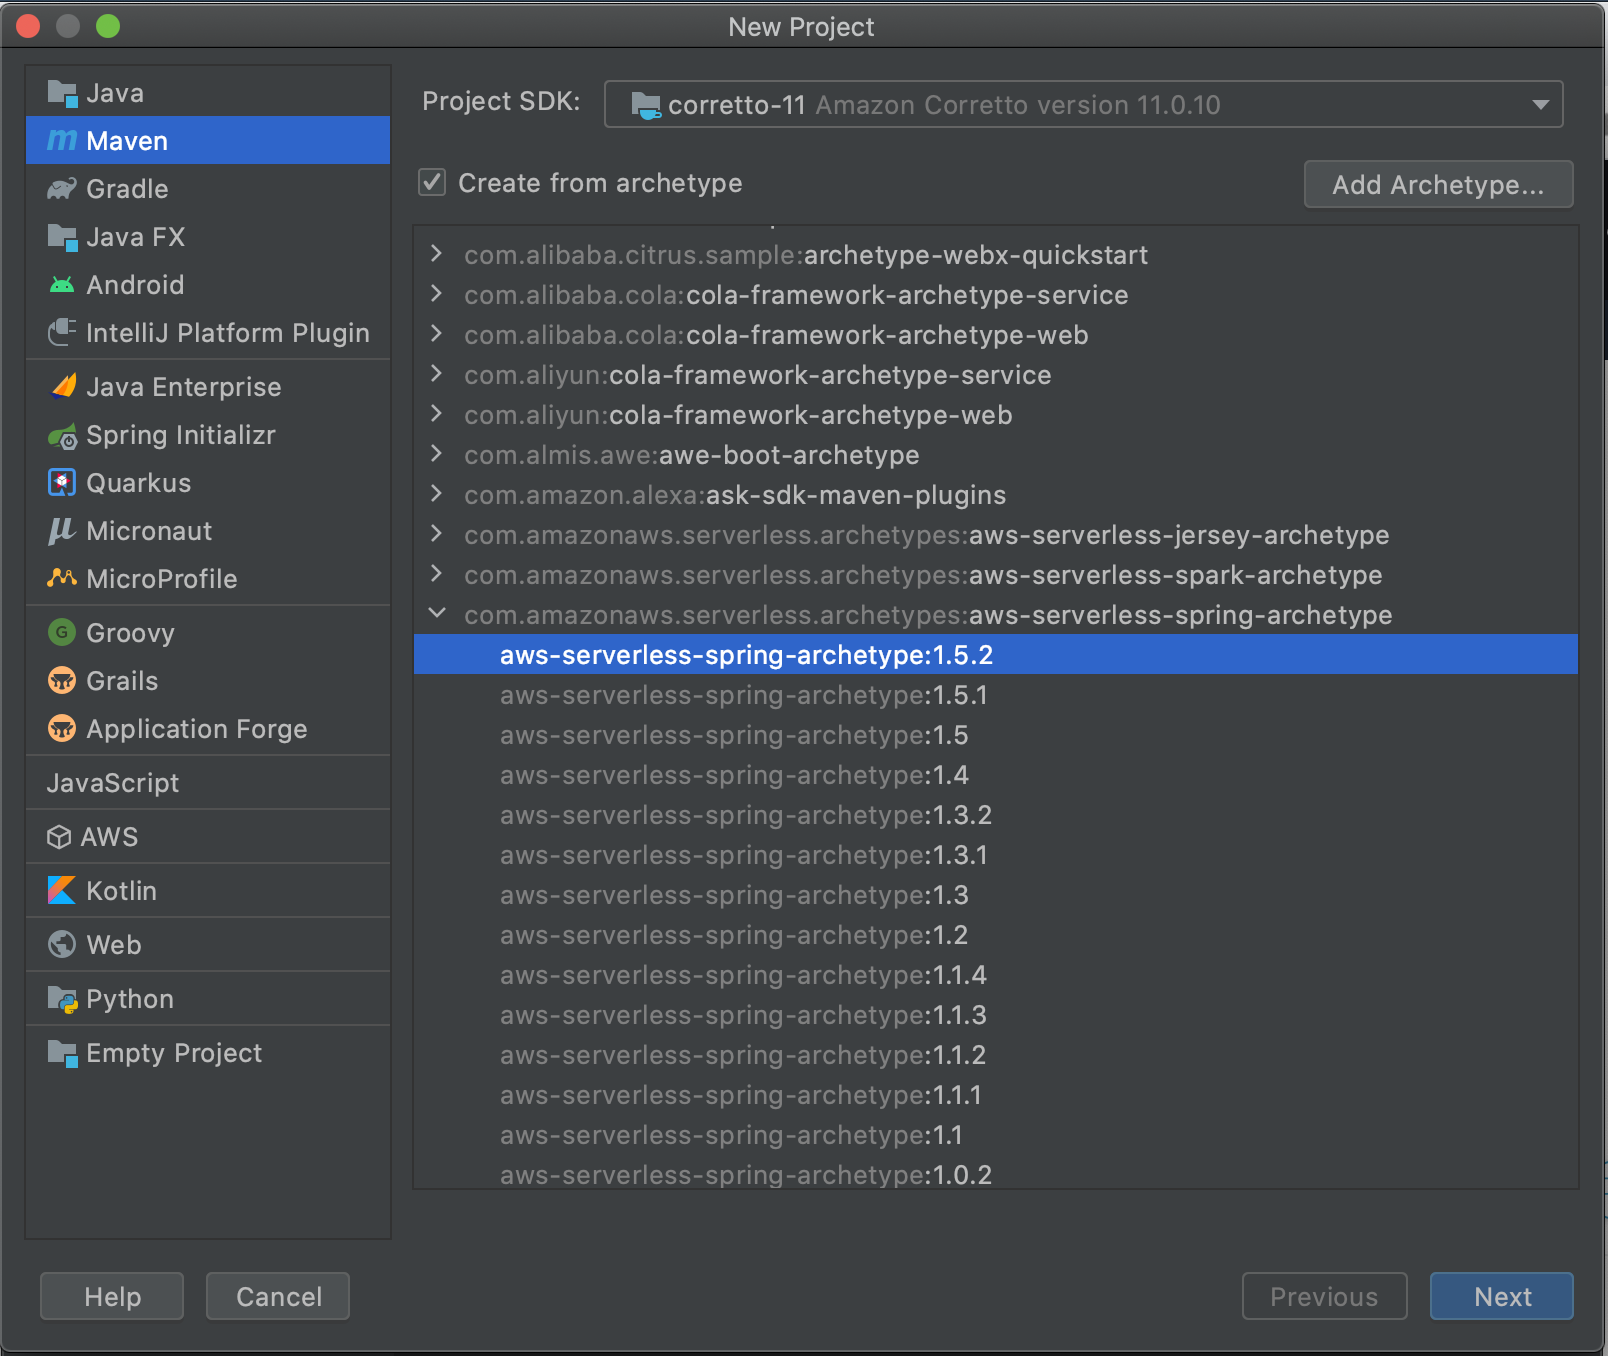 New Project
Java
Maven
Gradle
Java FX
Android
IntelliJ Platform Plugin
Java Enterprise
Spring Initializr
Quarkus
Micronaut
MicroProfile
Groovy
Grails
Application Forge
JavaScript
AWS
Kotlin
Web
Python
Empty Project
Project SDK: corretto-11 Amazon Corretto version 11.0.10
Create from archetype
Add Archetype...
com.alibaba.citrus.sample:archetype-webx-quickstart
com.alibaba.cola:cola-framework-archetype-service
com.alibaba.cola:cola-framework-archetype-web
com.aliyun:cola-framework-archetype-service
com.aliyun:cola-framework-archetype-web
com.almis.awe:awe-boot-archetype
com.amazon.alexa:ask-sdk-maven-plugins
com.amazonaws.serverless.archetypes:aws-serverless-jersey-archetype
com.amazonaws.serverless.archetypes:aws-serverless-spark-archetype
com.amazonaws.serverless.archetypes:aws-serverless-spring-archetype
aws-serverless-spring-archetype:1.5.2
aws-serverless-spring-archetype:1.5.1
aws-serverless-spring-archetype:1.5
aws-serverless-spring-archetype:1.4
aws-serverless-spring-archetype:1.3.2
aws-serverless-spring-archetype:1.3.1
aws-serverless-spring-archetype:1.3
aws-serverless-spring-archetype:1.2
aws-serverless-spring-archetype:1.1.4
aws-serverless-spring-archetype:1.1.3
aws-serverless-spring-archetype:1.1.2
aws-serverless-spring-archetype:1.1.1
aws-serverless-spring-archetype:1.1
aws-serverless-spring-archetype:1.0.2
Help
Cancel
Previous
Next